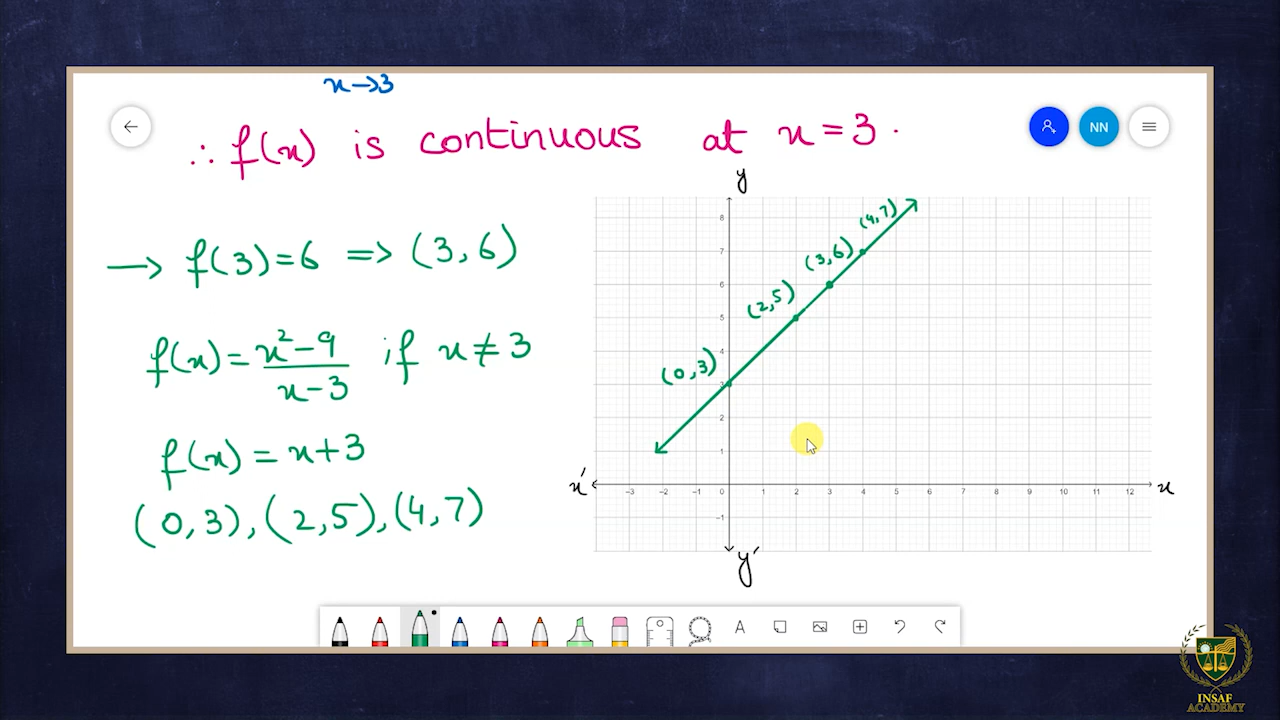 x→3
∴ f(x) is continuous at x=3.
NN
→ f(3)=6 => (3,6)
f(x) = x²-9/x-3 if x≠3
f(x) = x+3
(0,3), (2,5), (4,7)
y
(4,7)
(3,6)
(2,5)
(0,3)
8
7
6
5
4
3
2
1
-1
x' -3 -2 -1 0 1 2 3 4 5 6 7 8 9 10 11 12 x
y'
A
INSAF
ACADEMY